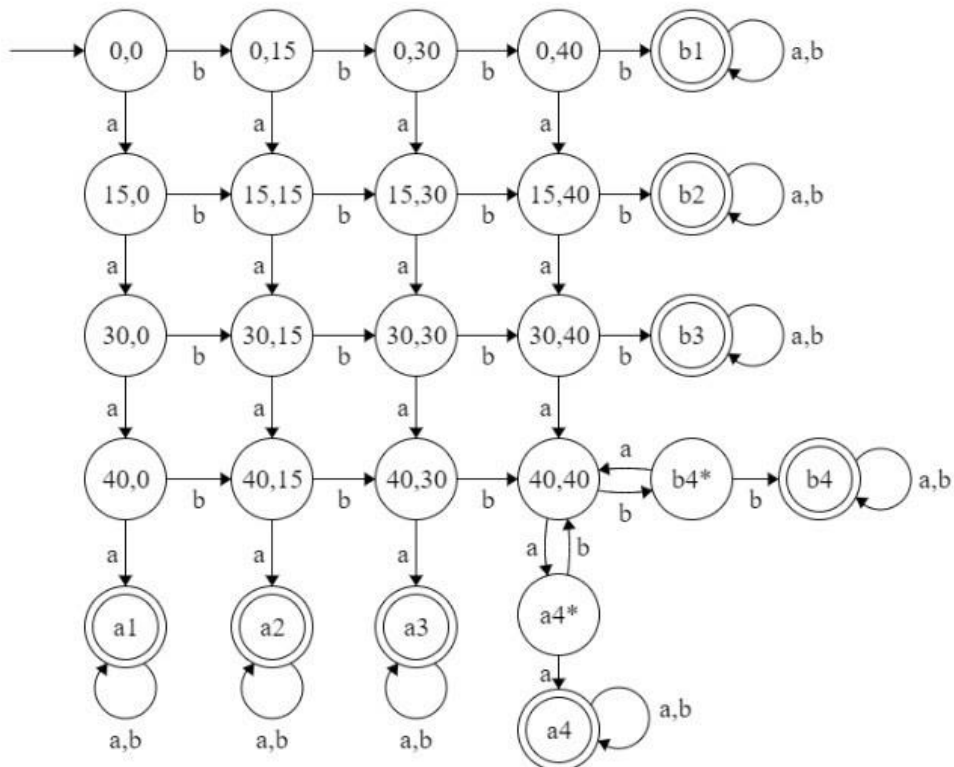 0,0 0,15 0,30 0,40 b1 a,b
b b b b
a a a a
15,0 15,15 15,30 15,40 b2 a,b
b b b b
a a a a
30,0 30,15 30,30 30,40 b3 a,b
b b b b
a a a a
a
40,0 40,15 40,30 40,40 b4* b4 a,b
b b b b b
a a a a b
a1 a2 a3 a4*
a
a4 a,b
a,b a,b a,b